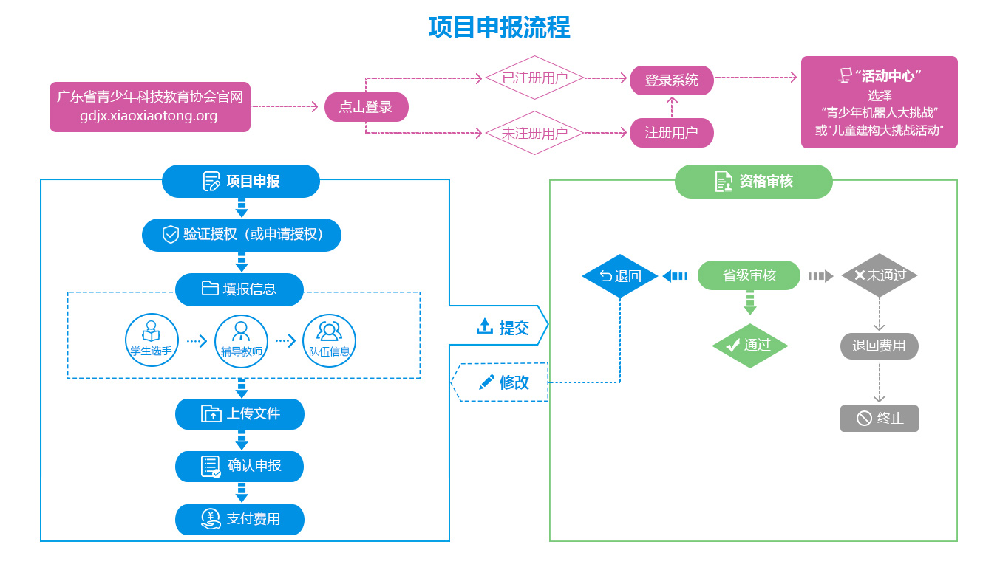 项目申报流程
广东省青少年科技教育协会官网
gdjx.xiaoxiaotong.org
点击登录
已注册用户
未注册用户
登录系统
注册用户
“活动中心”
选择
“青少年机器人大挑战”
或"儿童建构大挑战活动"
项目申报
验证授权（或申请授权）
填报信息
学生选手
辅导教师
队伍信息
上传文件
确认申报
支付费用
提交
修改
资格审核
退回
省级审核
未通过
通过
退回费用
终止